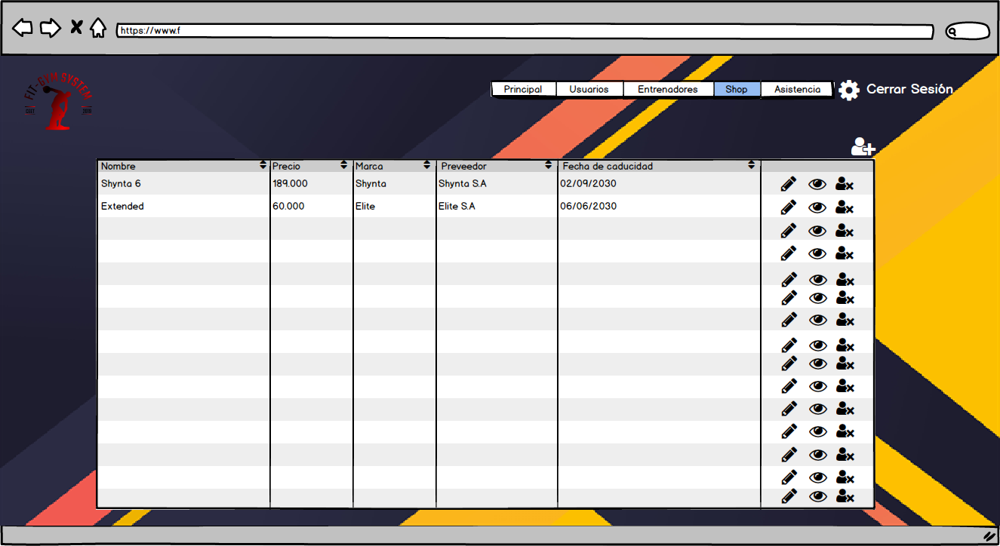 https://www.f
FIT-GYM SYSTEM
Principal Usuarios Entrenadores Shop Asistencia Cerrar Sesión
Nombre Precio Marca Preveedor Fecha de caducidad
Shynta 6 189.000 Shynta Shynta S.A 02/09/2030
Extended 60.000 Elite Elite S.A 06/06/2030